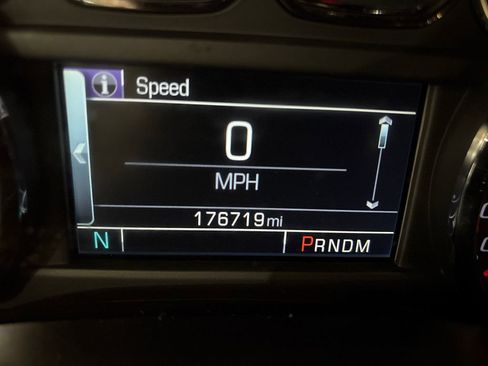 i Speed
0
MPH
176719mi
N PRNDM